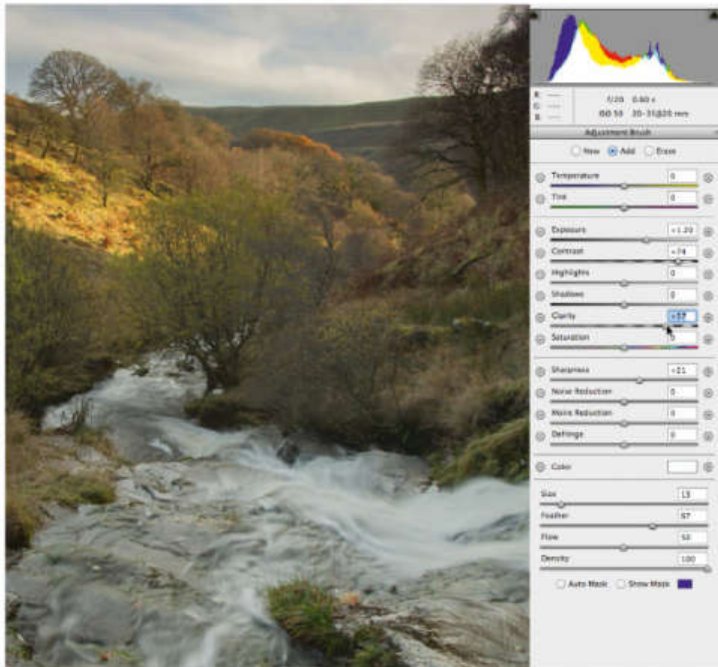 R: ---
G: ---
B: ---
f/20 0.60 s
ISO 50 20-35@20 mm
Adjustment Brush
New Add Erase
Temperature 0
Tint 0
Exposure +1.20
Contrast +74
Highlights 0
Shadows 0
Clarity +57
Saturation 0
Sharpness +21
Noise Reduction 0
Moire Reduction 0
Defringe 0
Color
Size 13
Feather 67
Flow 50
Density 100
Auto Mask Show Mask